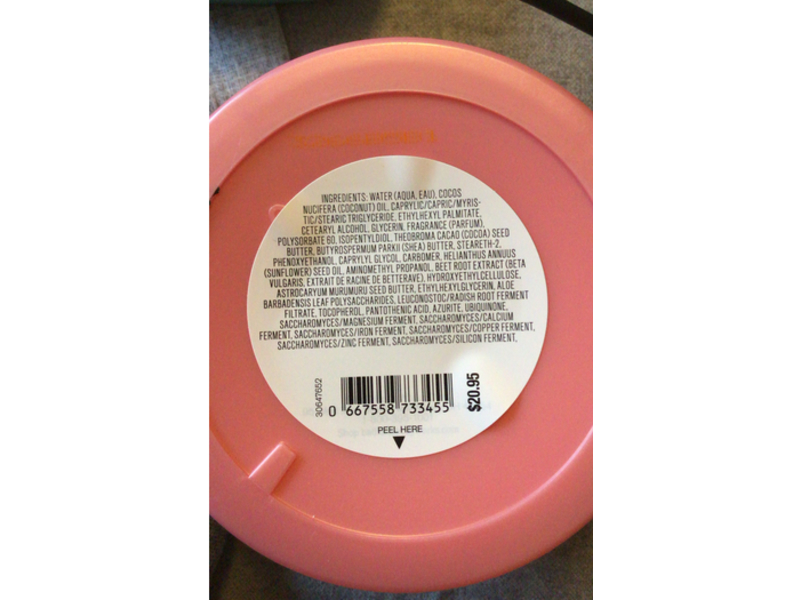 INGREDIENTS: WATER (AQUA, EAU), COCOS
NUCIFERA (COCONUT) OIL, CAPRYLIC/CAPRIC/MYRIS-
TIC/STEARIC TRIGLYCERIDE, ETHYLHEXYL PALMITATE,
CETEARYL ALCOHOL, GLYCERIN, FRAGRANCE (PARFUM),
POLYSORBATE 60, ISOPENTYLDIOL, THEOBROMA CACAO (COCOA) SEED
BUTTER, BUTYROSPERMUM PARKII (SHEA) BUTTER, STEARETH-2,
PHENOXYETHANOL, CAPRYLYL GLYCOL, CARBOMER, HELIANTHUS ANNUUS
(SUNFLOWER) SEED OIL, AMINOMETHYL PROPANOL, BEET ROOT EXTRACT (BETA
VULGARIS, EXTRAIT DE RACINE DE BETTERAVE), HYDROXYETHYLCELLULOSE,
ASTROCARYUM MURUMURU SEED BUTTER, ETHYLHEXYLGLYCERIN, ALOE
BARBADENSIS LEAF POLYSACCHARIDES, LEUCONOSTOC/RADISH ROOT FERMENT
FILTRATE, TOCOPHEROL, PANTOTHENIC ACID, AZURITE, UBIQUINONE,
SACCHAROMYCES/MAGNESIUM FERMENT, SACCHAROMYCES/CALCIUM
FERMENT, SACCHAROMYCES/IRON FERMENT, SACCHAROMYCES/COPPER FERMENT,
SACCHAROMYCES/ZINC FERMENT, SACCHAROMYCES/SILICON FERMENT,
30647652
0 667558 733455
$20.95
PEEL HERE